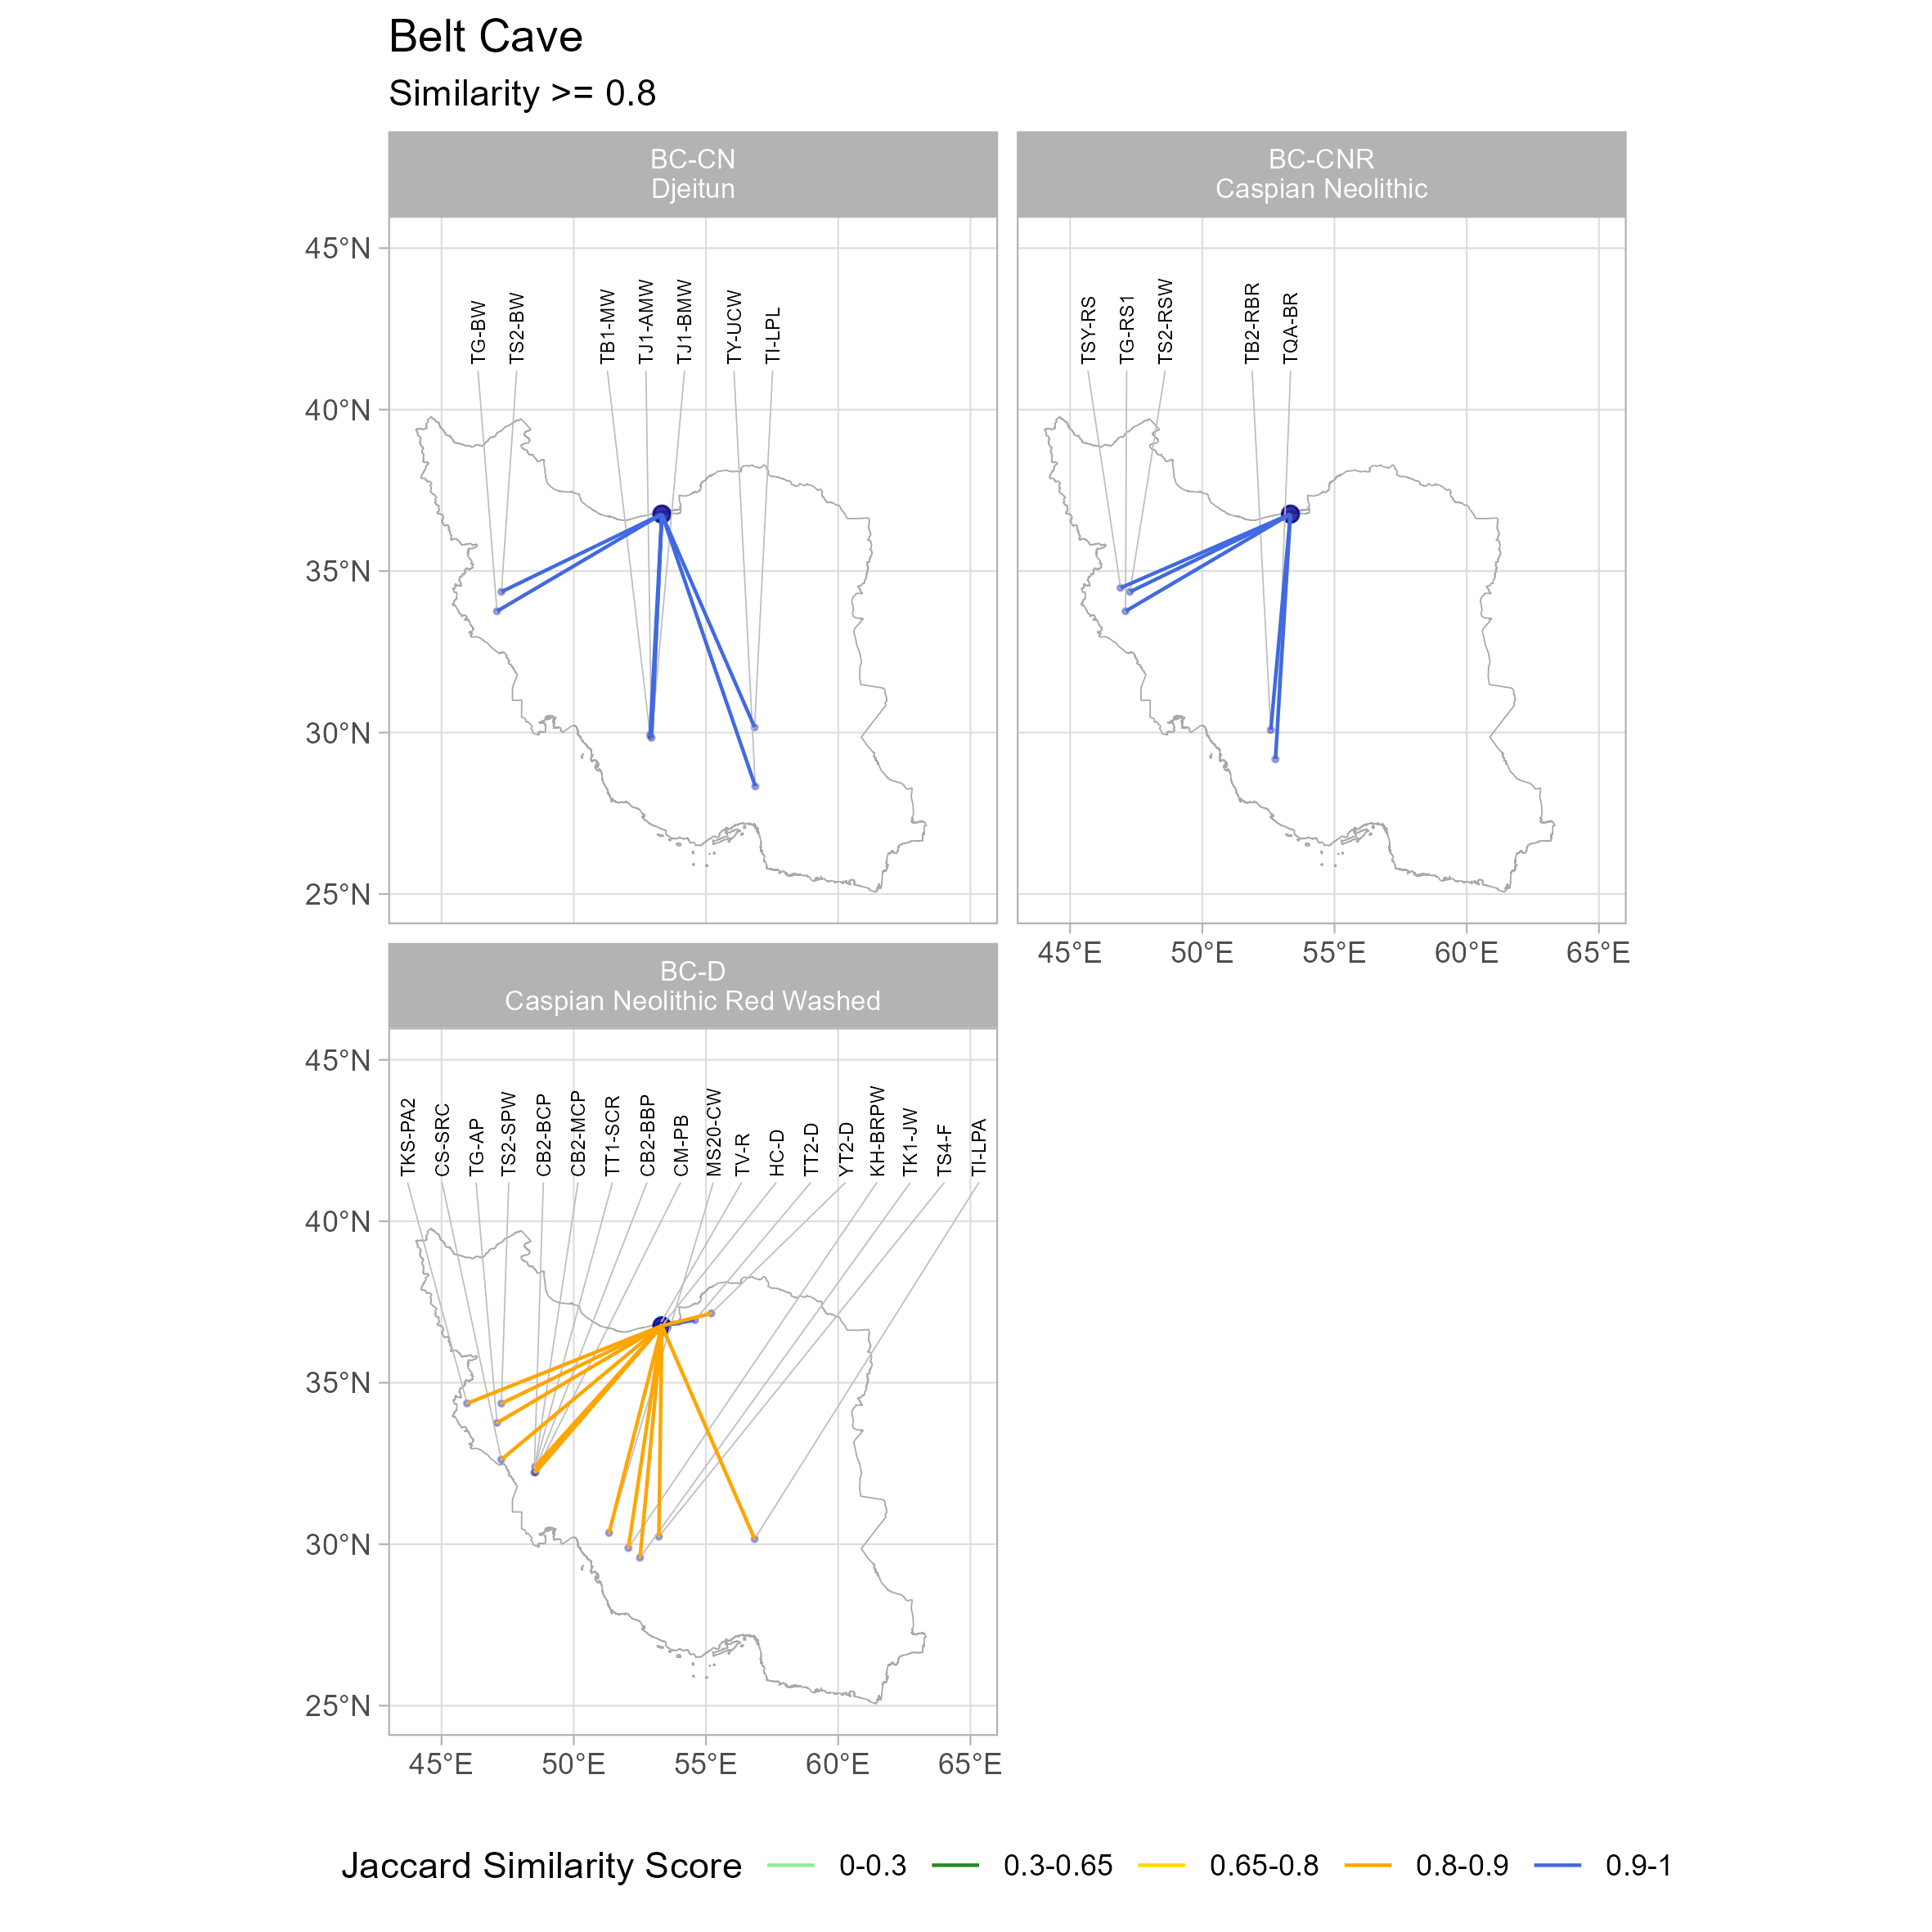 Belt Cave
Similarity >= 0.8
BC-CN
Djeitun
BC-CNR
Caspian Neolithic
45°N
40°N
35°N
30°N
25°N
TG-BW
TS2-BW
TB1-MW
TJ1-AMW
TJ1-BMW
TY-UCW
TI-LPL
TSY-RS
TG-RS1
TS2-RSW
TB2-RBR
TQA-BR
45°E 50°E 55°E 60°E 65°E
BC-D
Caspian Neolithic Red Washed
45°N
40°N
35°N
30°N
25°N
TKS-PA2
CS-SRC
TG-AP
TS2-SPW
CB2-BCP
CB2-MCP
TT1-SCR
CB2-BBP
CM-PB
MS20-CW
TV-R
HC-D
TT2-D
YT2-D
KH-BRPW
TK1-JW
TS4-F
TI-LPA
45°E 50°E 55°E 60°E 65°E
Jaccard Similarity Score 0-0.3 0.3-0.65 0.65-0.8 0.8-0.9 0.9-1